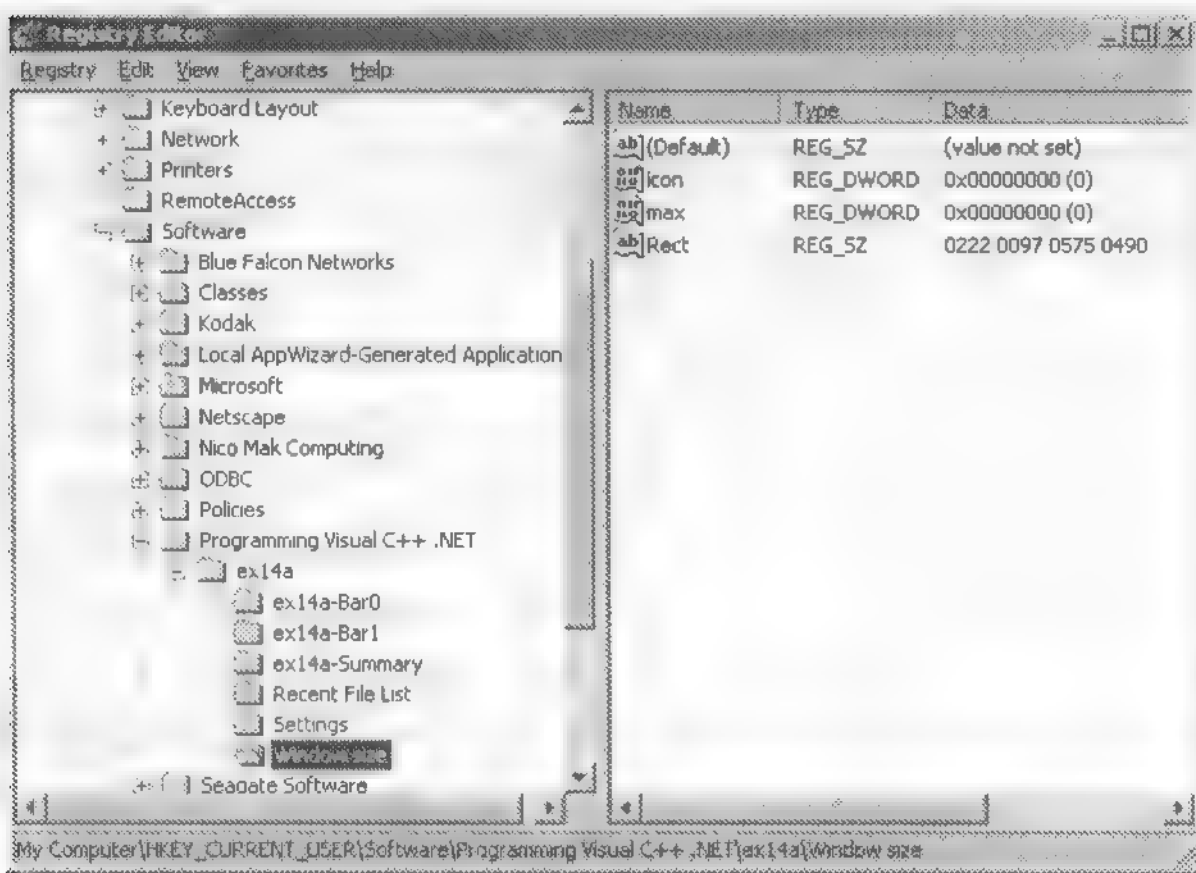 Registry Editor
Registry Edit View Favorites Help
Keyboard Layout
Network
Printers
RemoteAccess
Software
Blue Falcon Networks
Classes
Kodak
Local AppWizard-Generated Application
Microsoft
Netscape
Nico Mak Computing
ODBC
Policies
Programming Visual C++ .NET
ex14a
ex14a-Bar0
ex14a-Bar1
ex14a-Summary
Recent File List
Settings
Window size
Seagate Software
Name Type Data
(Default) REG_SZ (value not set)
icon REG_DWORD 0x00000000 (0)
max REG_DWORD 0x00000000 (0)
Rect REG_SZ 0222 0097 0575 0490
My Computer\HKEY_CURRENT_USER\Software\Programming Visual C++ .NET\ex14a\Window size